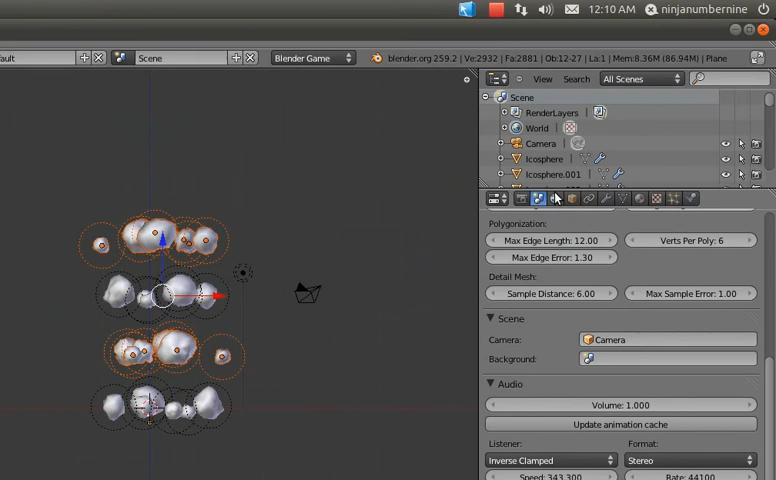 12:10 AM ninjanumbernine
fault Scene Blender Game blender.org 259.2 | Ve:2932 | Fa:2881 | Ob:12-27 | La:1 | Mem:8.36M (86.94M) | Plane
View Search All Scenes
Scene
RenderLayers
World
Camera
Icosphere
Icosphere.001
Polygonization:
Max Edge Length: 12.00 Verts Per Poly: 6
Max Edge Error: 1.30
Detail Mesh:
Sample Distance: 6.00 Max Sample Error: 1.00
Scene
Camera: Camera
Background:
Audio
Volume: 1.000
Update animation cache
Listener: Format:
Inverse Clamped Stereo
Speed: 343.300 Rate: 44100